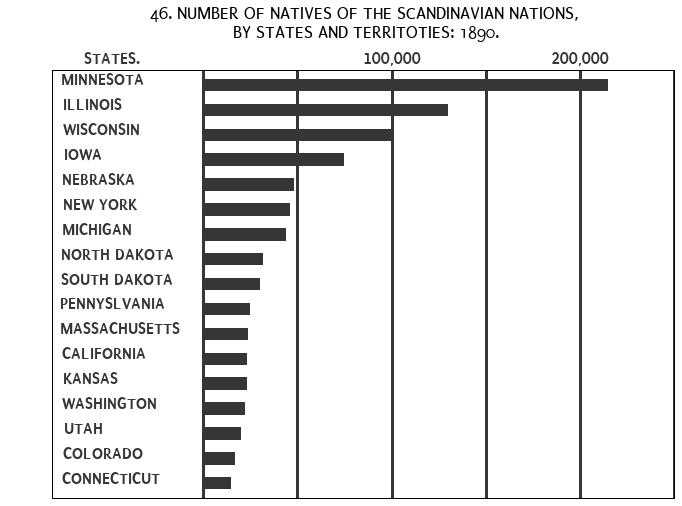 46. NUMBER OF NATIVES OF THE SCANDINAVIAN NATIONS,
BY STATES AND TERRITOTIES: 1890.
STATES. 100,000 200,000
MINNESOTA
ILLINOIS
WISCONSIN
IOWA
NEBRASKA
NEW YORK
MICHIGAN
NORTH DAKOTA
SOUTH DAKOTA
PENNYSLVANIA
MASSACHUSETTS
CALIFORNIA
KANSAS
WASHINGTON
UTAH
COLORADO
CONNECTICUT